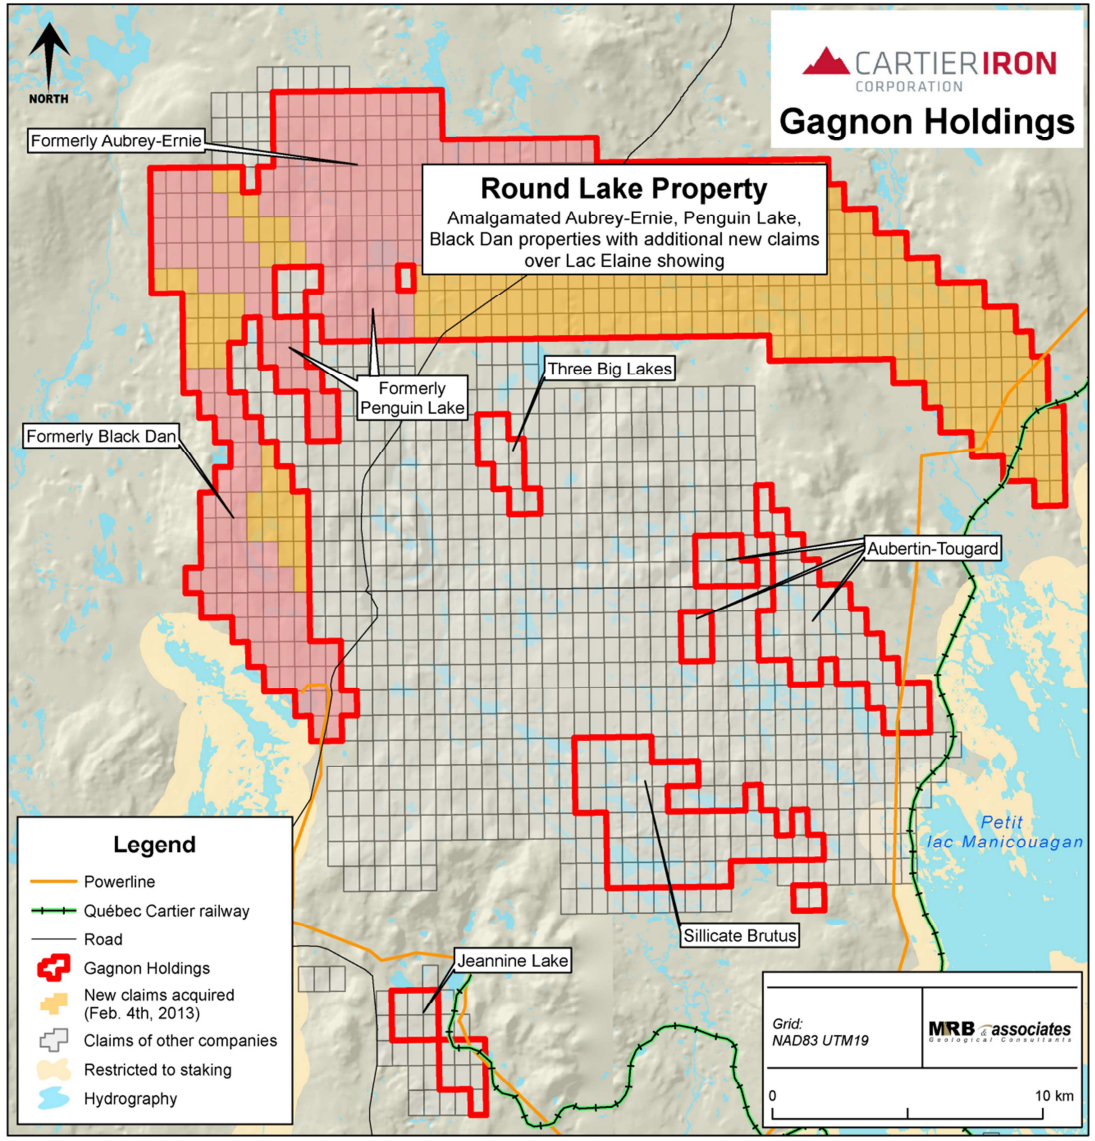 NORTH
CARTIER IRON
CORPORATION
Gagnon Holdings
Formerly Aubrey-Ernie
Round Lake Property
Amalgamated Aubrey-Ernie, Penguin Lake,
Black Dan properties with additional new claims
over Lac Elaine showing
Three Big Lakes
Formerly
Penguin Lake
Formerly Black Dan
Aubertin-Tougard
Petit
lac Manicouagan
Sillicate Brutus
Jeannine Lake
Legend
Powerline
Québec Cartier railway
Road
Gagnon Holdings
New claims acquired
(Feb. 4th, 2013)
Claims of other companies
Restricted to staking
Hydrography
Grid:
NAD83 UTM19
MRB & associates
Geological Consultants
0 10 km